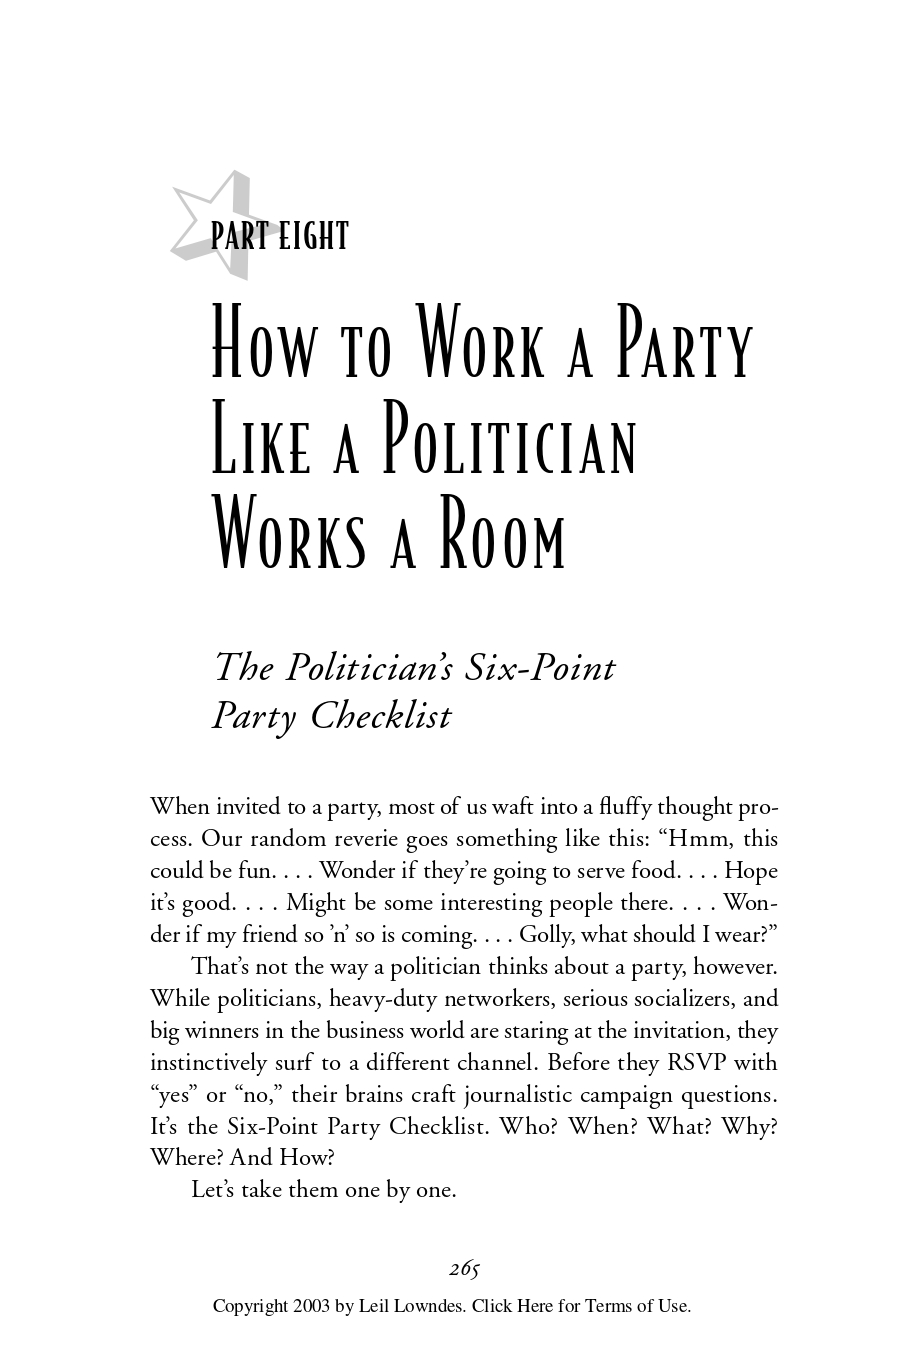 PART EIGHT
How to Work a Party
Like a Politician
Works a Room
The Politician’s Six-Point
Party Checklist
When invited to a party, most of us waft into a fluffy thought pro-
cess. Our random reverie goes something like this: “Hmm, this
could be fun. . . . Wonder if they’re going to serve food. . . . Hope
it’s good. . . . Might be some interesting people there. . . . Won-
der if my friend so ’n’ so is coming. . . . Golly, what should I wear?”
That’s not the way a politician thinks about a party, however.
While politicians, heavy-duty networkers, serious socializers, and
big winners in the business world are staring at the invitation, they
instinctively surf to a different channel. Before they RSVP with
“yes” or “no,” their brains craft journalistic campaign questions.
It’s the Six-Point Party Checklist. Who? When? What? Why?
Where? And How?
Let’s take them one by one.
265
Copyright 2003 by Leil Lowndes. Click Here for Terms of Use.